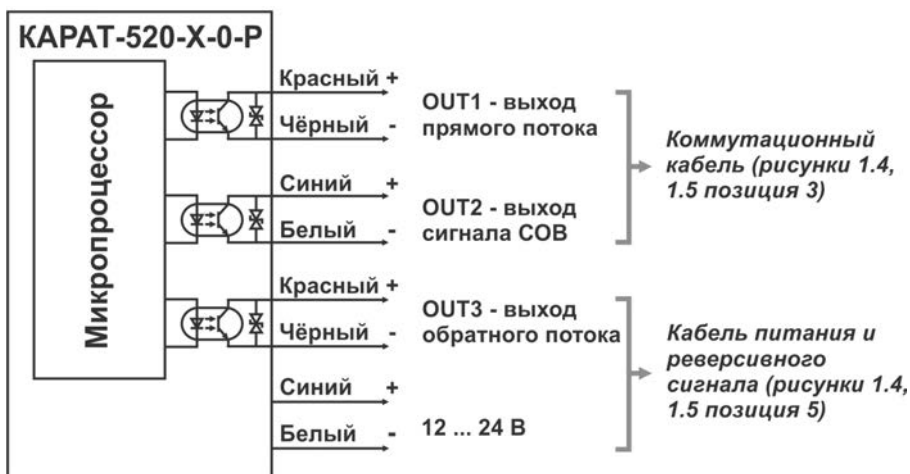 КАРАТ-520-Х-0-Р
Микропроцессор
Красный +
OUT1 - выход
прямого потока
Чёрный -
Синий +
OUT2 - выход
сигнала СОВ
Белый -
Коммутационный
кабель (рисунки 1.4,
1.5 позиция 3)
Красный +
OUT3 - выход
обратного потока
Чёрный -
Синий +
Белый - 12 ... 24 В
Кабель питания и
реверсивного
сигнала (рисунки 1.4,
1.5 позиция 5)